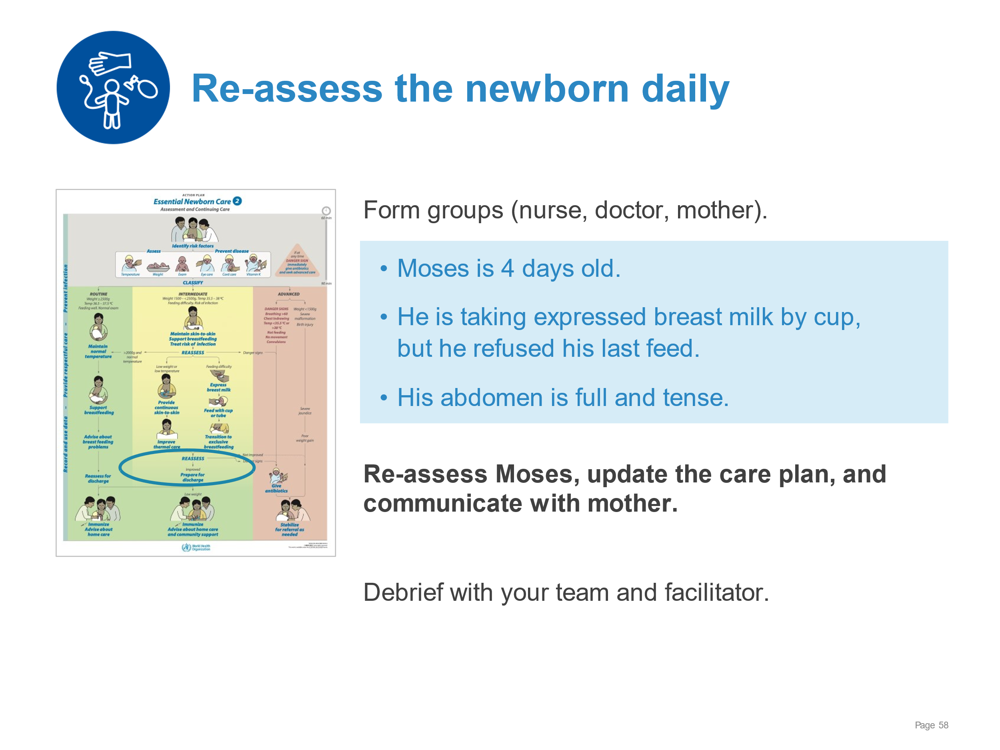 Re-assess the newborn daily
ACTION PLAN
Essential Newborn Care 2
Assessment and Continuing Care
60 min
Identify risk factors
Assess
Prevent disease
Temperature
Weight
Exam
Eye care
Cord care
Vitamin K
If at
any time
DANGER SIGN
immediately
give antibiotics
and seek advanced care
CLASSIFY
90 min
Prevent infection
Provide respectful care
Record and use data
ROUTINE
Weight ≥2500g
Temp 36.5 – 37.5 ºC
Feeding well. Normal exam
Maintain
normal
temperature
Support
breastfeeding
Advise about
breast feeding
problems
Reassess for
discharge
Immunize
Advise about
home care
INTERMEDIATE
Weight 1500 – <2500g, Temp 35.5 – 38 ºC
Feeding difficulty. Risk of infection
Maintain skin-to-skin
Support breastfeeding
Treat risk of infection
REASSESS
>2000g and
normal
temperature
Danger signs
Low weight or
low temperature
Provide
continuous
skin-to-skin
Improve
thermal care
Feeding difficulty
Express
breast milk
Feed with cup
or tube
Transition to
exclusive
breastfeeding
REASSESS
Not improved
Danger signs
Improved
Prepare for
discharge
Low weight
Immunize
Advise about home care
and community support
ADVANCED
DANGER SIGNS
Breathing >60
Chest indrawing
Temp <35.5 ºC or
>38 ºC
Not feeding
No movement
Convulsions
Weight <1500g
Severe
malformation
Birth injury
Severe
jaundice
Poor
weight gain
Give
antibiotics
Stabilize
for referral as
needed
World Health
Organization
Form groups (nurse, doctor, mother).
• Moses is 4 days old.
• He is taking expressed breast milk by cup,
but he refused his last feed.
• His abdomen is full and tense.
Re-assess Moses, update the care plan, and
communicate with mother.
Debrief with your team and facilitator.
Page 58